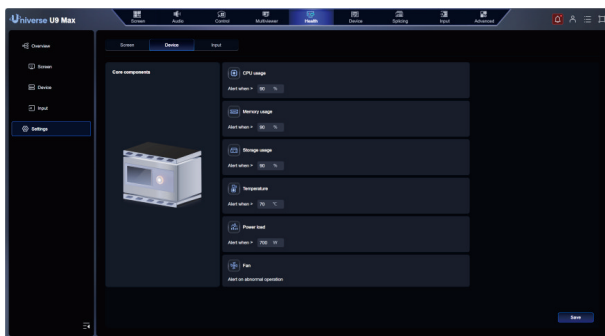 Universe U9 Max
Screen
Audio
Control
Multiviewer
Health
Device
Splicing
Input
Advanced
Overview
Screen
Device
Input
Settings
Screen
Device
Input
Core components
CPU usage
Alert when > 90 %
Memory usage
Alert when > 90 %
Storage usage
Alert when > 90 %
Temperature
Alert when > 70 °C
Power load
Alert when > 700 W
Fan
Alert on abnormal operation
Save